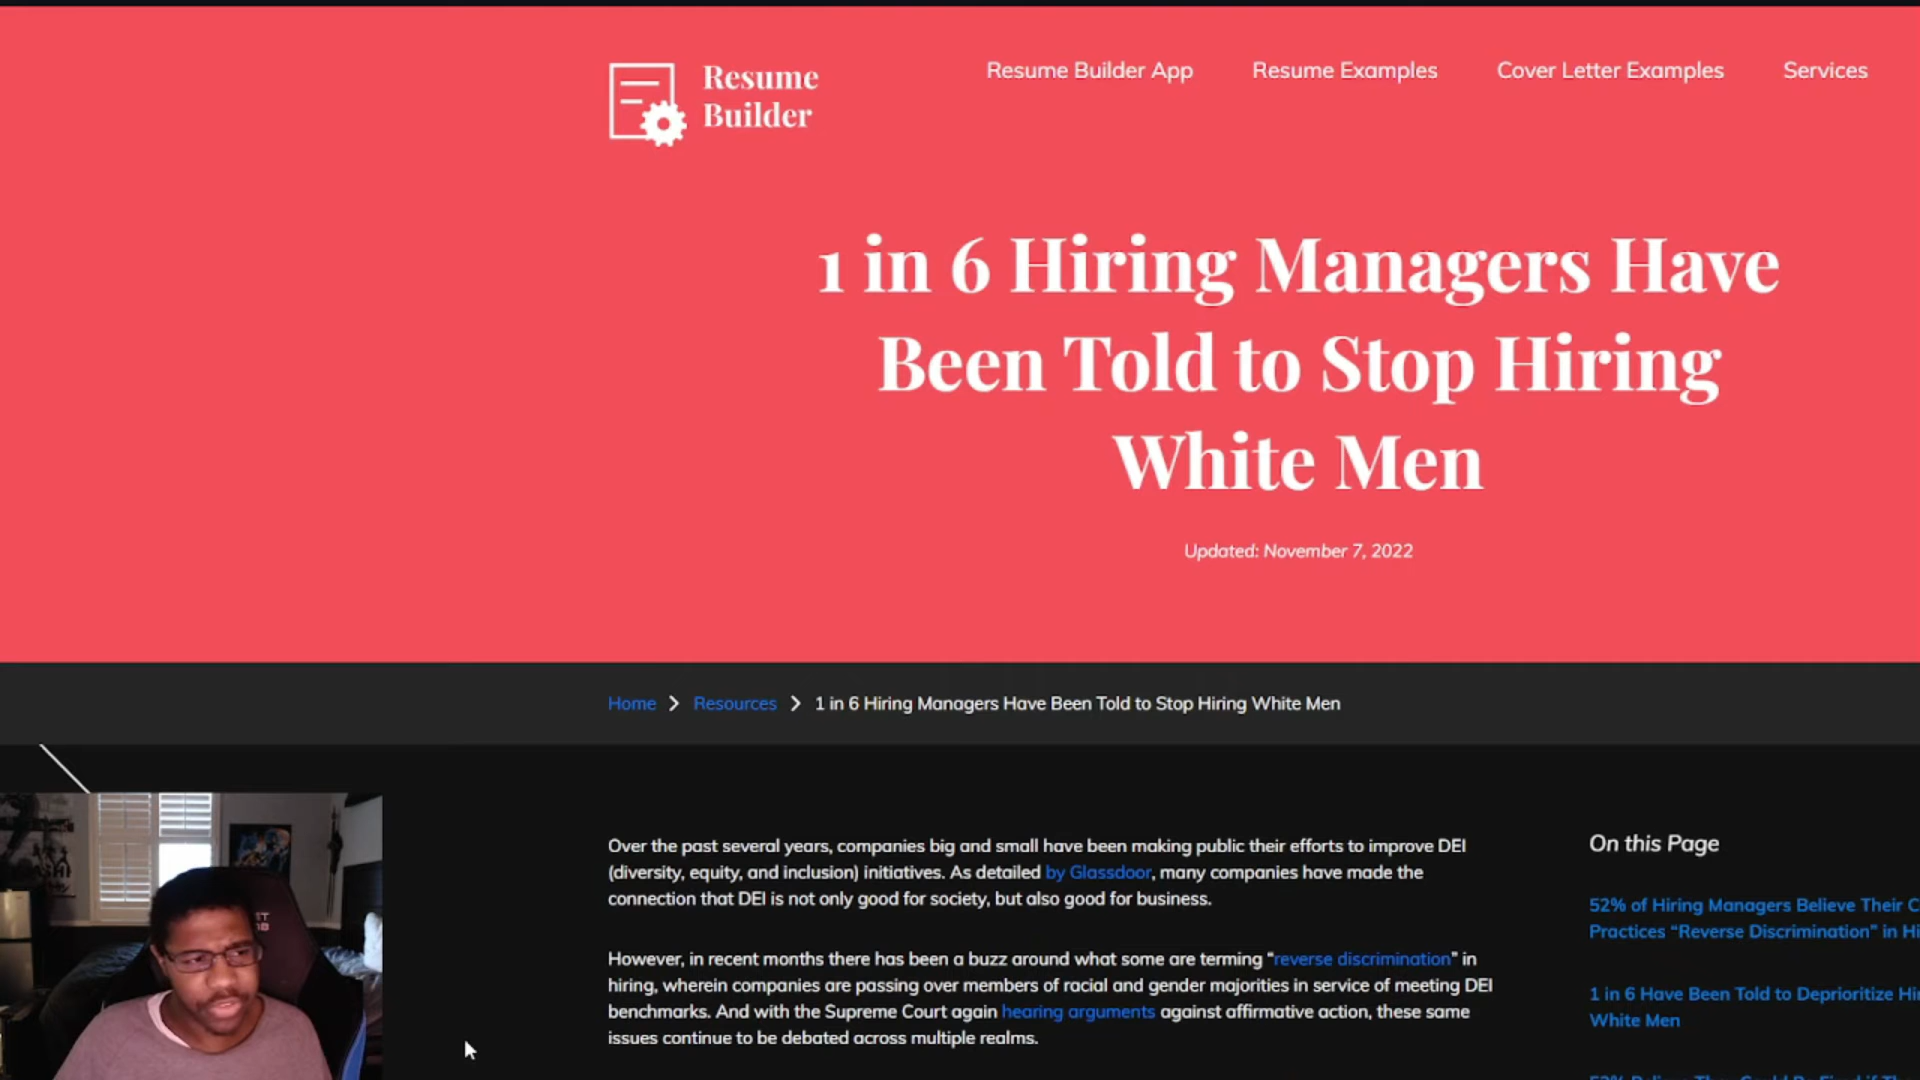 Resume
Builder
Resume Builder App
Resume Examples
Cover Letter Examples
Services
1 in 6 Hiring Managers Have
Been Told to Stop Hiring
White Men
Updated: November 7, 2022
Home
Resources
1 in 6 Hiring Managers Have Been Told to Stop Hiring White Men
Over the past several years, companies big and small have been making public their efforts to improve DEI
(diversity, equity, and inclusion) initiatives. As detailed by Glassdoor, many companies have made the
connection that DEI is not only good for society, but also good for business.
However, in recent months there has been a buzz around what some are terming “reverse discrimination” in
hiring, wherein companies are passing over members of racial and gender majorities in service of meeting DEI
benchmarks. And with the Supreme Court again hearing arguments against affirmative action, these same
issues continue to be debated across multiple realms.
On this Page
52% of Hiring Managers Believe Their C
Practices “Reverse Discrimination” in Hi
1 in 6 Have Been Told to Deprioritize Hi
White Men